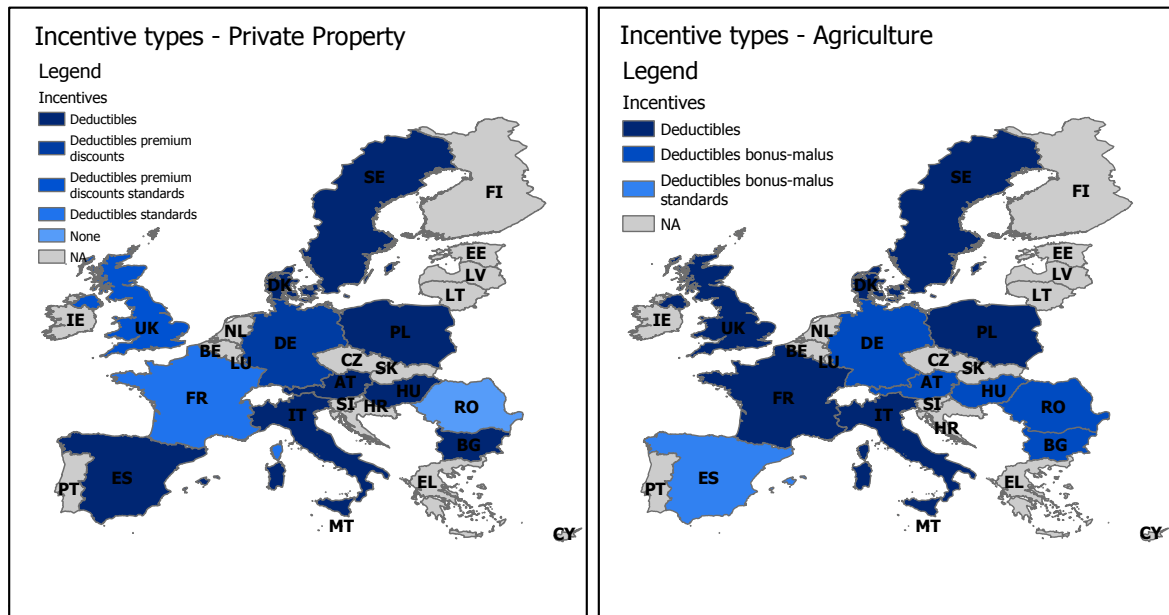 Incentive types - Private Property
Legend
Incentives
Deductibles
Deductibles premium
discounts
Deductibles premium
discounts standards
Deductibles standards
None
NA
SE
FI
EE
LV
LT
DK
IE
UK
NL
BE
LU
DE
PL
CZ
SK
AT
HU
FR
SI
HR
RO
IT
BG
PT
ES
EL
MT
CY
Incentive types - Agriculture
Legend
Incentives
Deductibles
Deductibles bonus-malus
Deductibles bonus-malus
standards
NA
SE
FI
EE
LV
LT
DK
IE
UK
NL
BE
LU
DE
PL
CZ
SK
AT
HU
FR
SI
HR
RO
IT
BG
PT
ES
EL
MT
CY